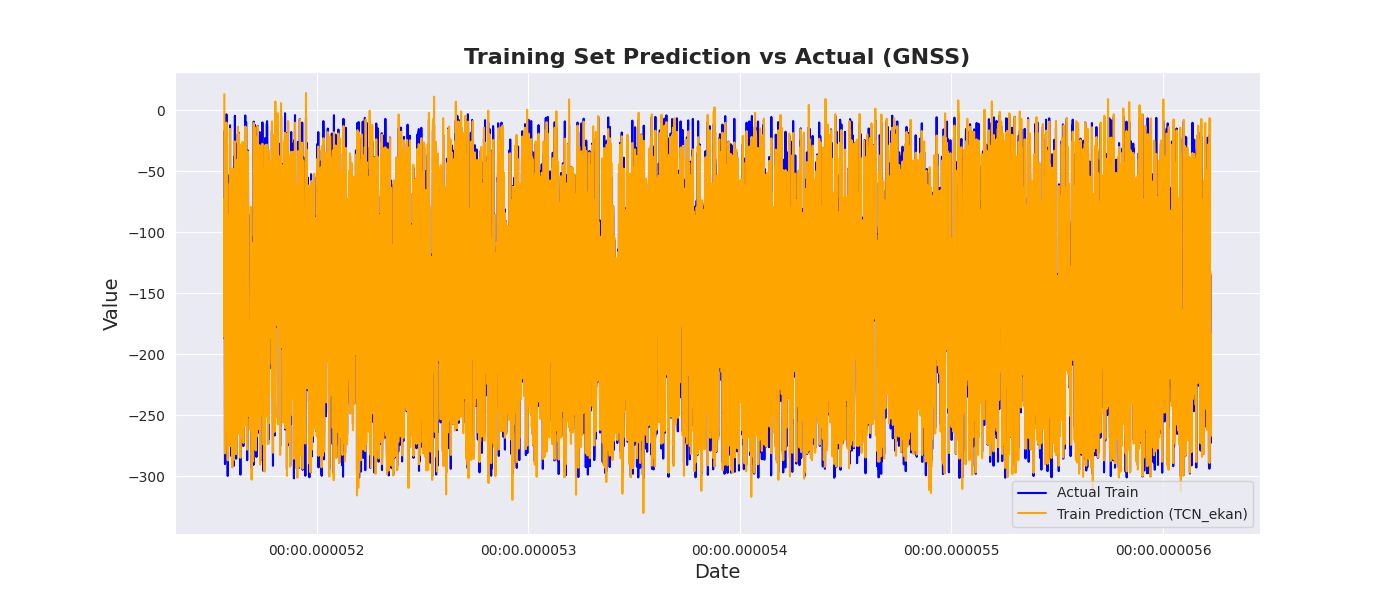 Training Set Prediction vs Actual (GNSS)
Value
0
−50
−100
−150
−200
−250
−300
Actual Train
Train Prediction (TCN_ekan)
00:00.000052
00:00.000053
00:00.000054
00:00.000055
00:00.000056
Date